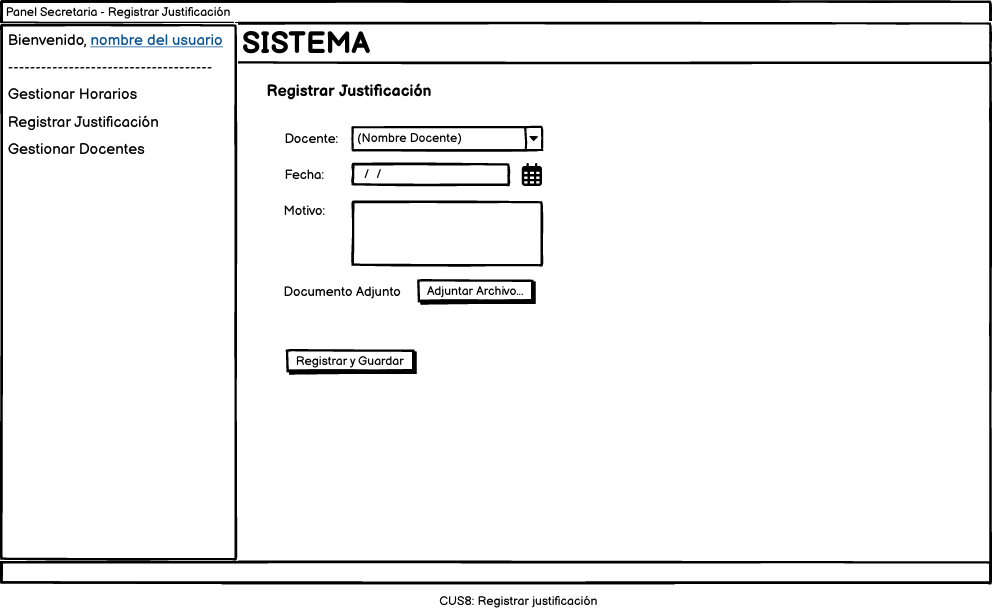 Panel Secretaria - Registrar Justificación
Bienvenido, nombre del usuario
-------------------------------------
Gestionar Horarios
Registrar Justificación
Gestionar Docentes
SISTEMA
Registrar Justificación
Docente: (Nombre Docente)
Fecha: / /
Motivo:
Documento Adjunto Adjuntar Archivo...
Registrar y Guardar
CUS8: Registrar justificación